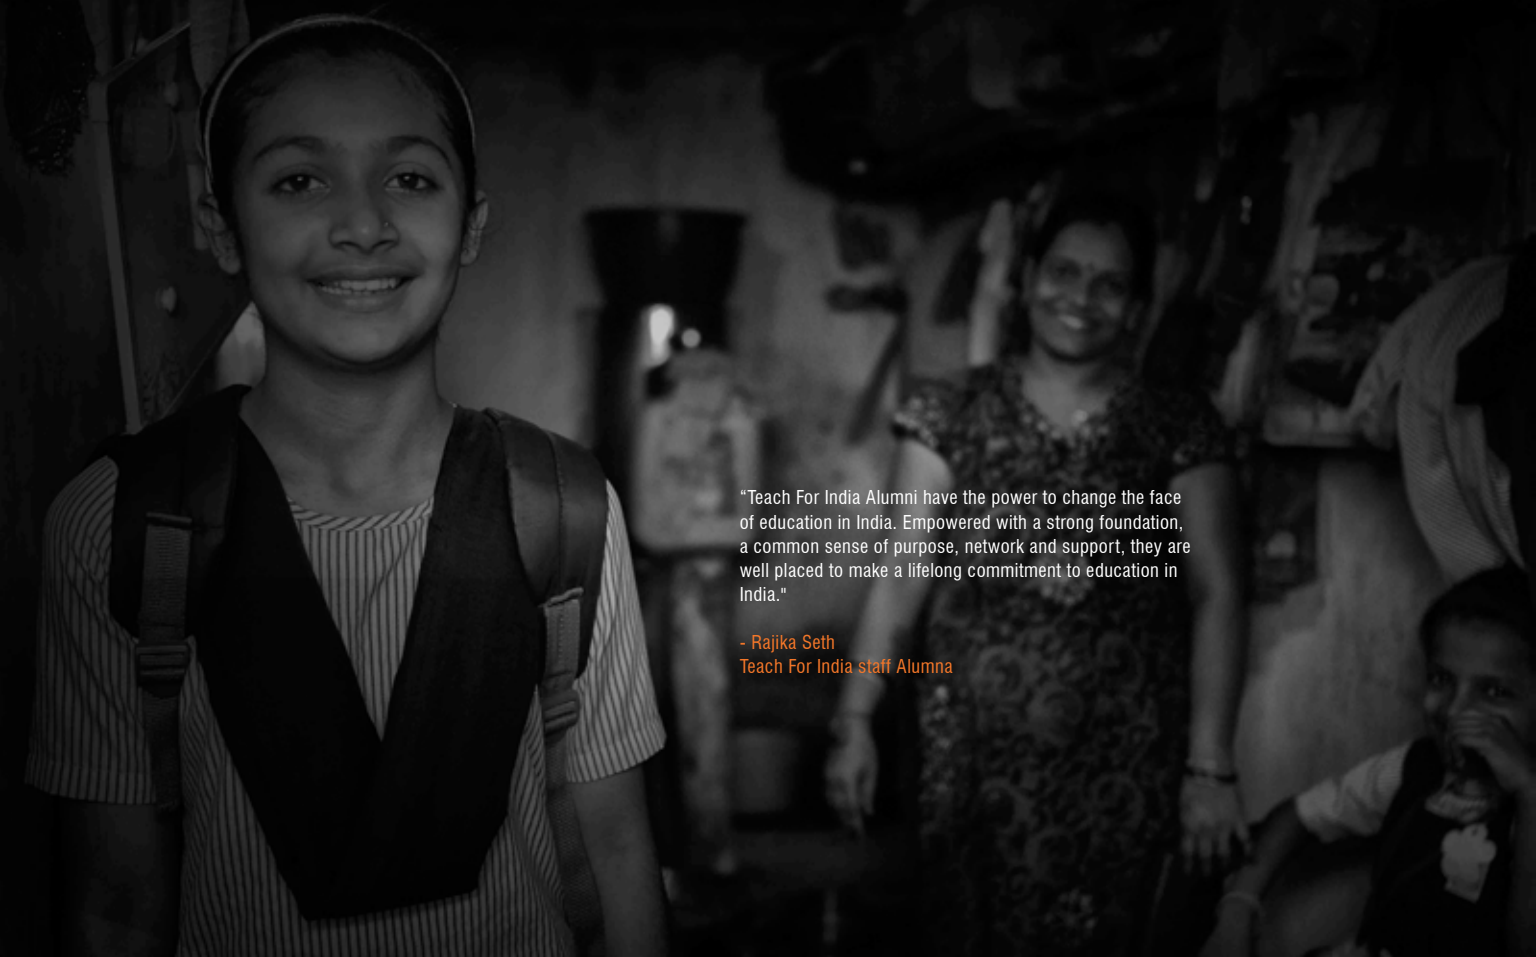 “Teach For India Alumni have the power to change the face
of education in India. Empowered with a strong foundation,
a common sense of purpose, network and support, they are
well placed to make a lifelong commitment to education in
India."
- Rajika Seth
Teach For India staff Alumna